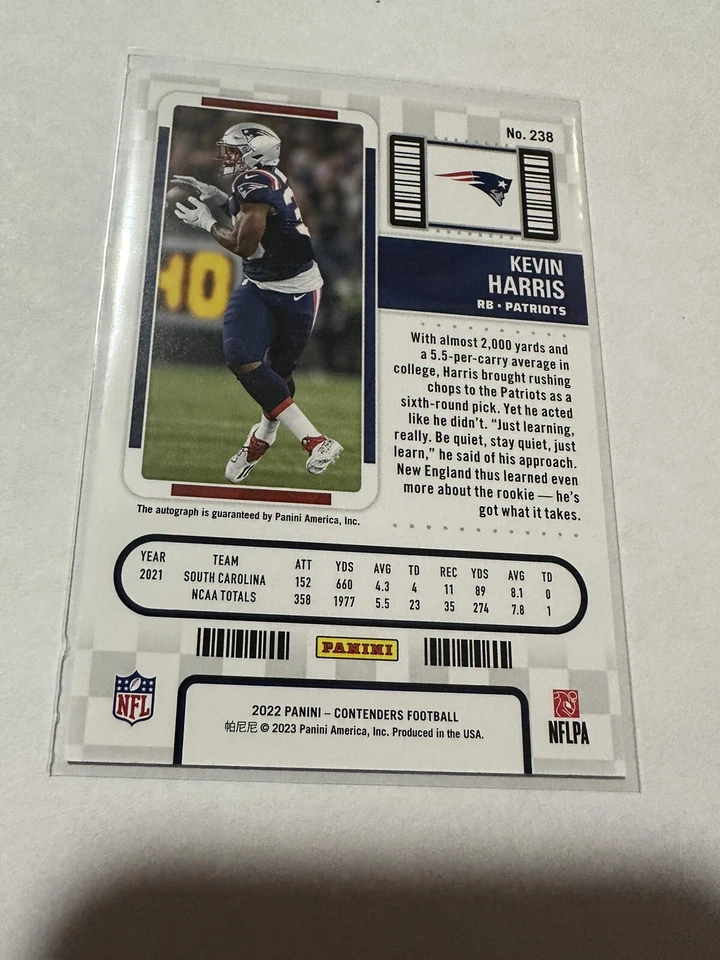 No. 238
KEVIN
HARRIS
RB • PATRIOTS
With almost 2,000 yards and
a 5.5-per-carry average in
college, Harris brought rushing
chops to the Patriots as a
sixth-round pick. Yet he acted
like he didn't. “Just learning,
really. Be quiet, stay quiet, just
learn,” he said of his approach.
New England thus learned even
more about the rookie — he's
got what it takes.
The autograph is guaranteed by Panini America, Inc.
YEAR TEAM ATT YDS AVG TD REC YDS AVG TD
2021 SOUTH CAROLINA 152 660 4.3 4 11 89 8.1 0
NCAA TOTALS 358 1977 5.5 23 35 274 7.8 1
PANINI
NFL
2022 PANINI – CONTENDERS FOOTBALL
帕尼尼 © 2023 Panini America, Inc. Produced in the USA.
NFLPA